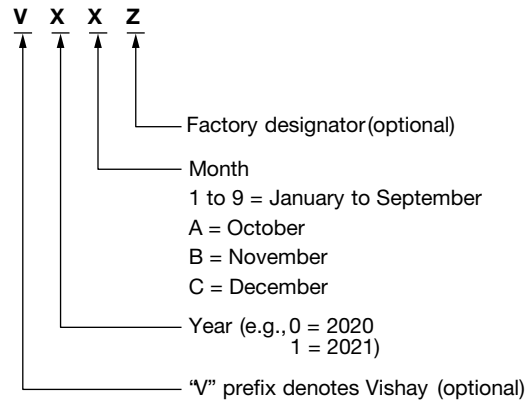 V X X Z
Factory designator(optional)
Month
1 to 9 = January to September
A = October
B = November
C = December
Year (e.g., 0 = 2020
1 = 2021)
“V” prefix denotes Vishay (optional)